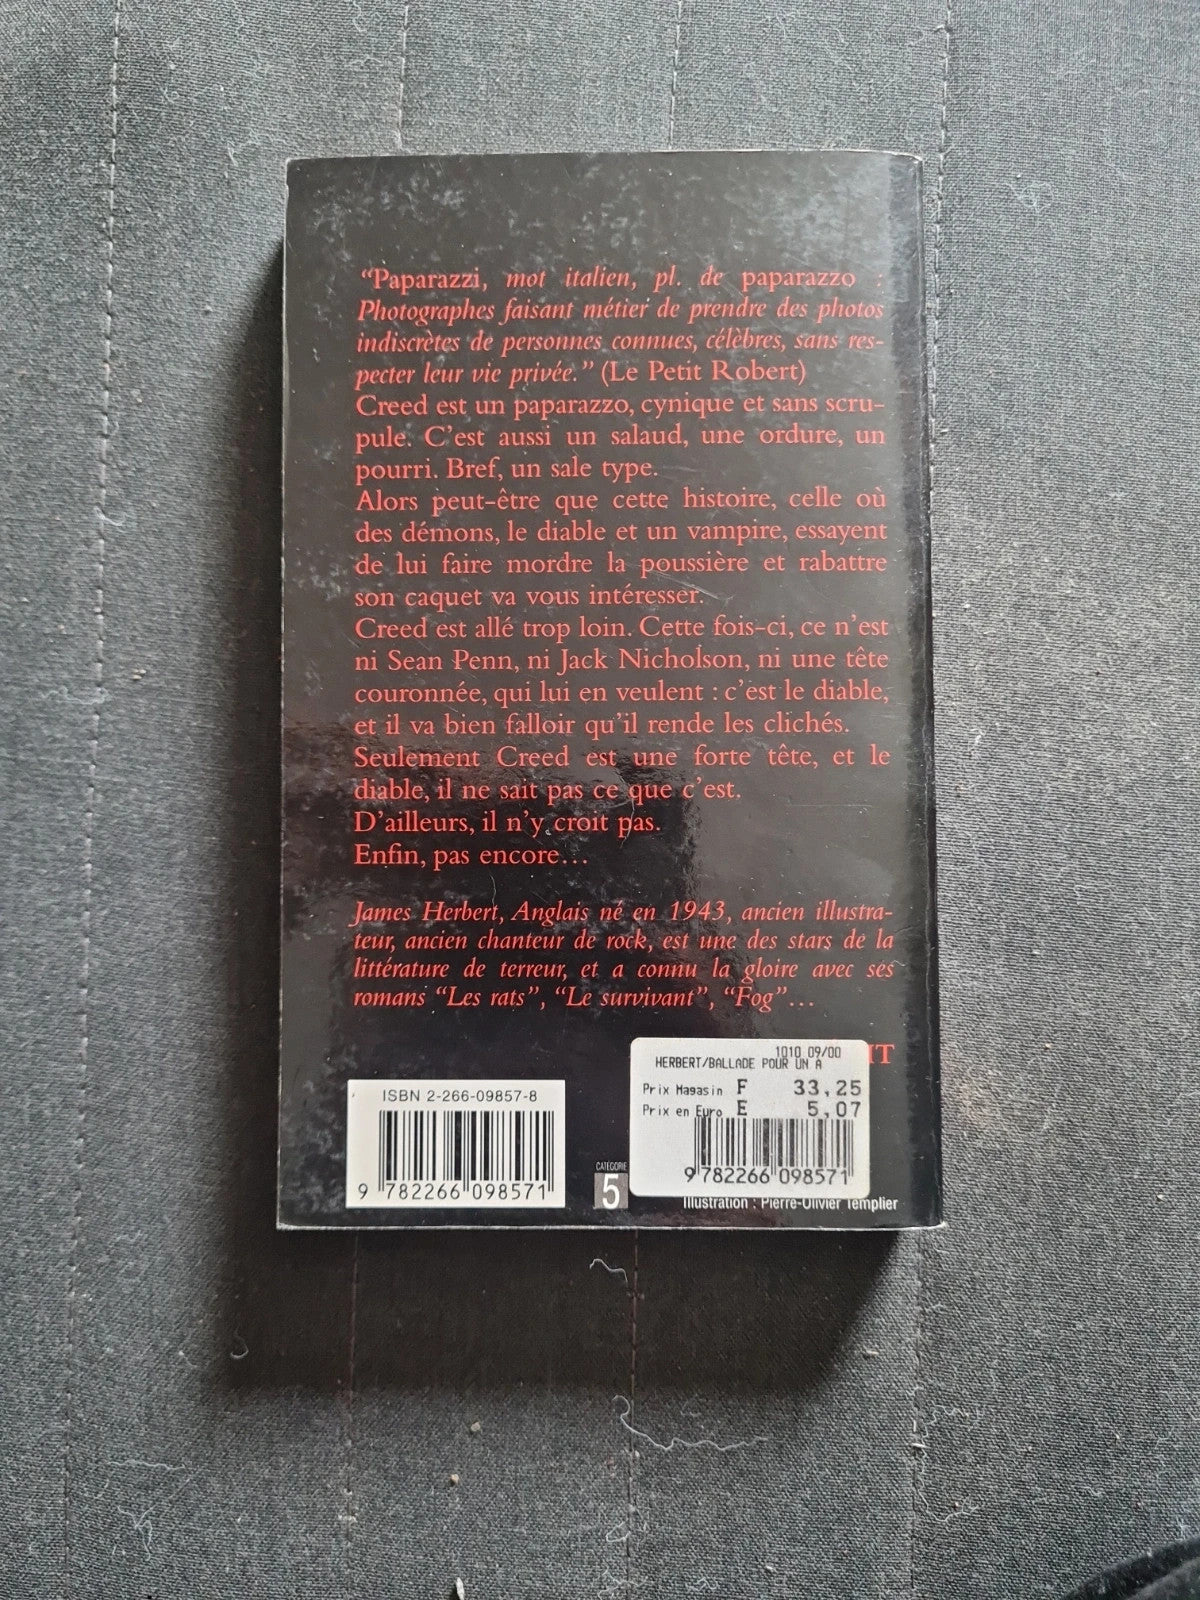 “Paparazzi, mot italien, pl. de paparazzo :
Photographes faisant métier de prendre des photos
indiscrètes de personnes connues, célèbres, sans res-
pecter leur vie privée.” (Le Petit Robert)
Creed est un paparazzo, cynique et sans scru-
pule. C’est aussi un salaud, une ordure, un
pourri. Bref, un sale type.
Alors peut-être que cette histoire, celle où
des démons, le diable et un vampire, essayent
de lui faire mordre la poussière et rabattre
son caquet va vous intéresser.
Creed est allé trop loin. Cette fois-ci, ce n’est
ni Sean Penn, ni Jack Nicholson, ni une tête
couronnée, qui lui en veulent : c’est le diable,
et il va bien falloir qu’il rende les clichés.
Seulement Creed est une forte tête, et le
diable, il ne sait pas ce que c’est.
D’ailleurs, il n’y croit pas.
Enfin, pas encore…
James Herbert, Anglais né en 1943, ancien illustra-
teur, ancien chanteur de rock, est une des stars de la
littérature de terreur, et a connu la gloire avec ses
romans “Les rats”, “Le survivant”, “Fog”…
1010 09/00
HERBERT/BALLADE POUR UN A
Prix Magasin F 33,25
Prix en Euro E 5,07
9 782266 098571
ISBN 2-266-09857-8
9 782266 098571
CATÉGORIE
5
Illustration : Pierre-Olivier Templier